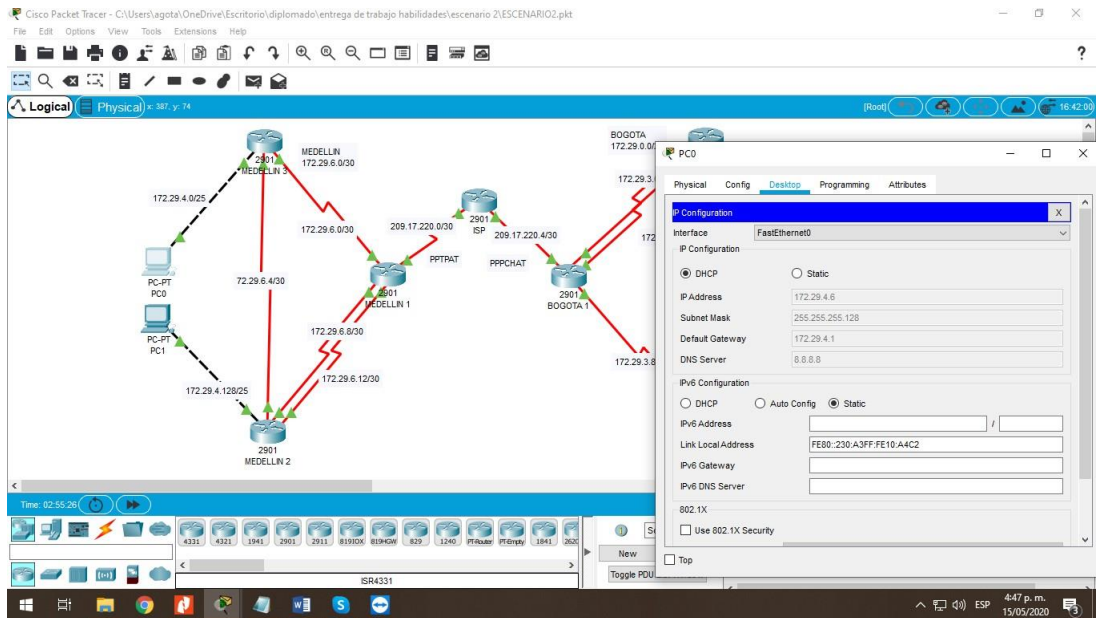 Cisco Packet Tracer - C:\Users\agota\OneDrive\Escritorio\diplomado\entrega de trabajo habilidades\escenario 2\ESCENARIO2.pkt
File Edit Options View Tools Extensions Help
?
Logical
Physical
x: 387, y: 74
[Root]
16:42:00
MEDELLIN
172.29.6.0/30
2901
MEDELLIN 3
172.29.4.0/25
172.29.6.0/30
209.17.220.0/30
2901
ISP
209.17.220.4/30
PPTPAT
PPPCHAT
BOGOTA
172.29.0.0/
172.29.3.
172
PC-PT
PC0
72.29.6.4/30
2901
MEDELLIN 1
2901
BOGOTA 1
PC-PT
PC1
172.29.6.8/30
172.29.6.12/30
172.29.3.8
172.29.4.128/25
2901
MEDELLIN 2
PC0
Physical Config Desktop Programming Attributes
IP Configuration
X
Interface FastEthernet0
IP Configuration
DHCP Static
IP Address 172.29.4.6
Subnet Mask 255.255.255.128
Default Gateway 172.29.4.1
DNS Server 8.8.8.8
IPv6 Configuration
DHCP Auto Config Static
IPv6 Address /
Link Local Address FE80::230:A3FF:FE10:A4C2
IPv6 Gateway
IPv6 DNS Server
802.1X
Use 802.1X Security
Top
Time: 02:55:26
4331 4321 1941 2901 2911 819IOX 819HGW 829 1240 PT-Router PT-Empty 1841 262
ISR4331
New
Toggle PDU
ESP
4:47 p. m.
15/05/2020
3